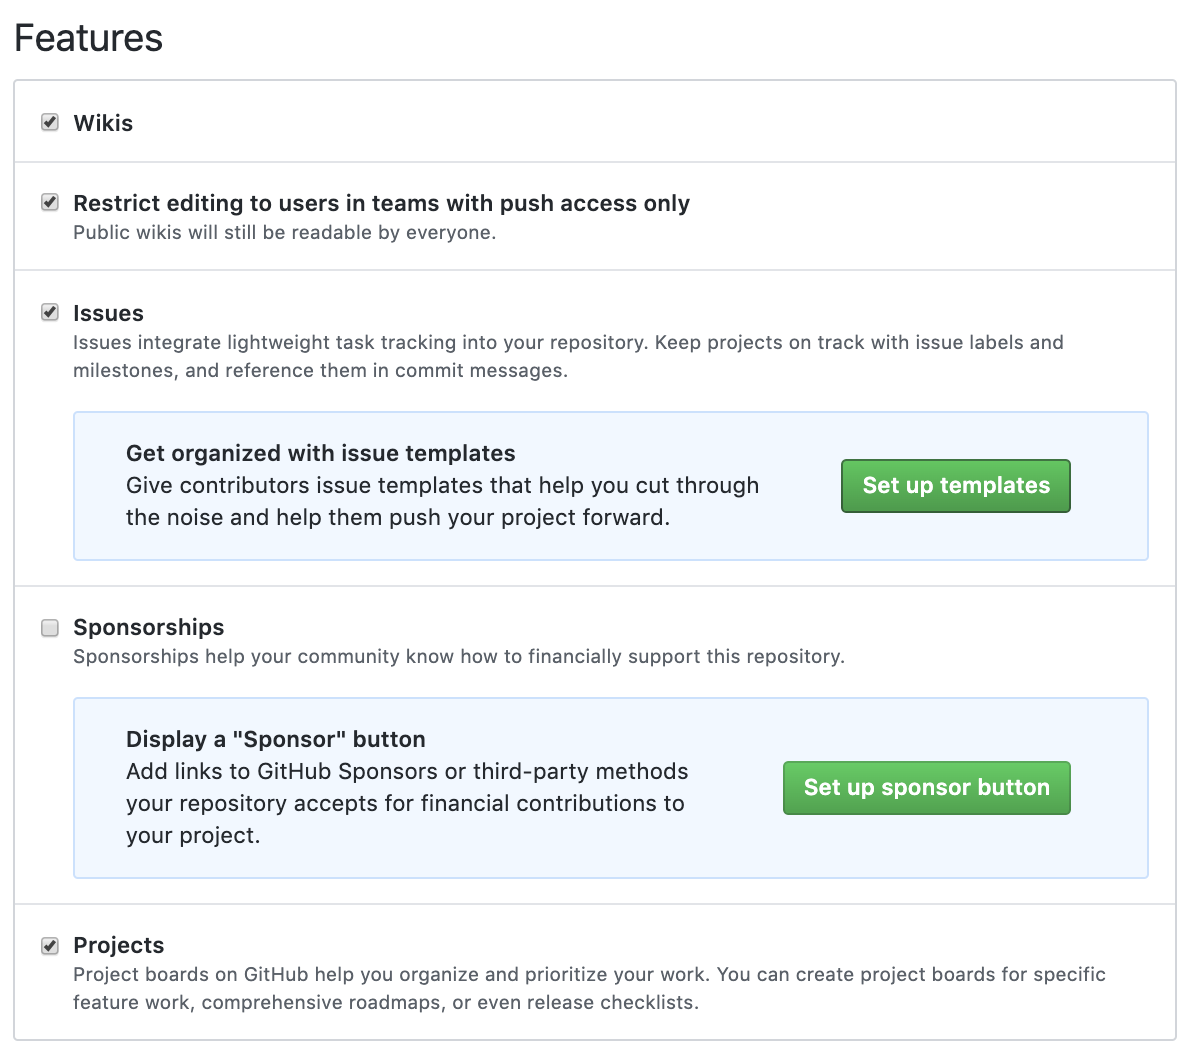 Features
Wikis
Restrict editing to users in teams with push access only
Public wikis will still be readable by everyone.
Issues
Issues integrate lightweight task tracking into your repository. Keep projects on track with issue labels and
milestones, and reference them in commit messages.
Get organized with issue templates
Give contributors issue templates that help you cut through
the noise and help them push your project forward.
Set up templates
Sponsorships
Sponsorships help your community know how to financially support this repository.
Display a "Sponsor" button
Add links to GitHub Sponsors or third-party methods
your repository accepts for financial contributions to
your project.
Set up sponsor button
Projects
Project boards on GitHub help you organize and prioritize your work. You can create project boards for specific
feature work, comprehensive roadmaps, or even release checklists.